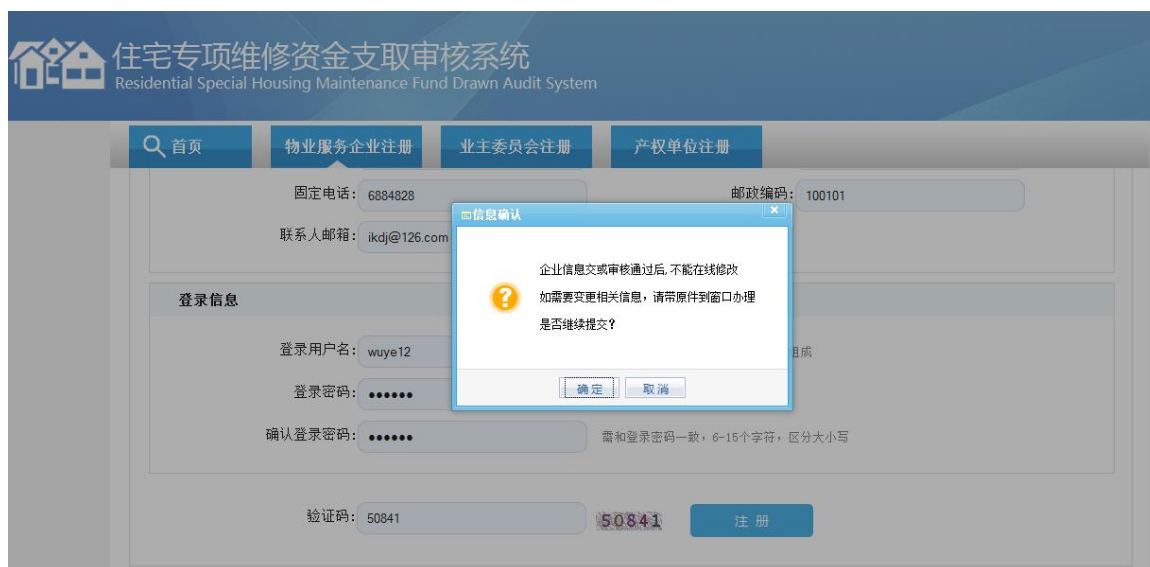 住宅专项维修资金支取审核系统
Residential Special Housing Maintenance Fund Drawn Audit System
首页 物业服务企业注册 业主委员会注册 产权单位注册
固定电话: 6884828 邮政编码: 100101
信息确认
联系人邮箱: ikdj@126.com
企业信息交或审核通过后,不能在线修改
如需要变更相关信息，请带原件到窗口办理
是否继续提交?
登录信息
登录用户名: wuye12 组成
确定 取消
登录密码: ●●●●●●
确认登录密码: ●●●●●● 需和登录密码一致，6-15个字符，区分大小写
验证码: 50841 50841 注 册